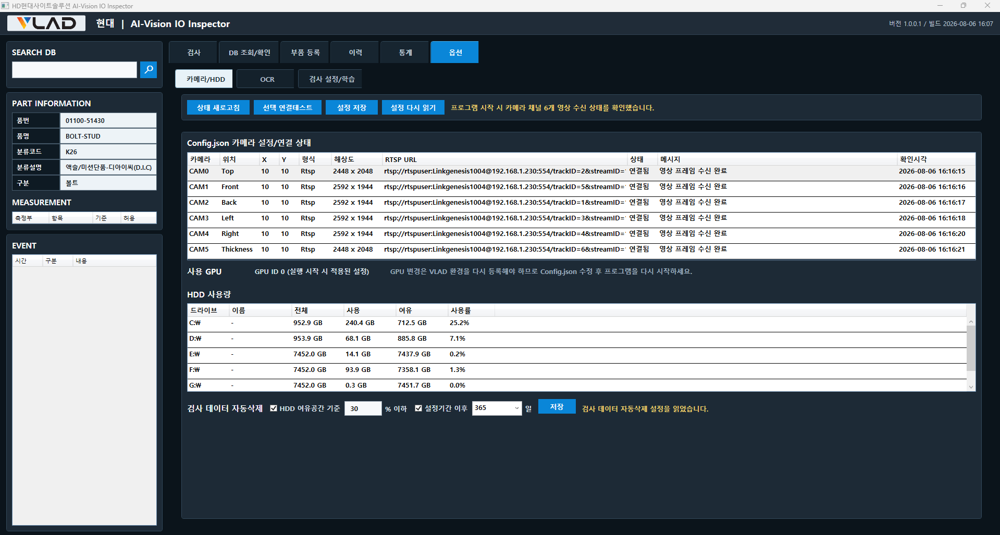 HD현대사이트솔루션 AI-Vision IO Inspector
VLAD 현대 | AI-Vision IO Inspector
버전 1.0.0.1 / 빌드 2026-08-06 16:07
SEARCH DB
PART INFORMATION
품번 01100-51430
품명 BOLT-STUD
분류코드 K26
분류설명 액슬/미션단품-디아이씨(D.I.C)
구분 볼트
MEASUREMENT
측정부 항목 기준 허용
EVENT
시간 구분 내용
검사 DB 조회/확인 부품 등록 이력 통계 옵션
카메라/HDD OCR 검사 설정/학습
상태 새로고침 선택 연결테스트 설정 저장 설정 다시 읽기 프로그램 시작 시 카메라 채널 6개 영상 수신 상태를 확인했습니다.
Config.json 카메라 설정/연결 상태
카메라 위치 X Y 형식 해상도 RTSP URL 상태 메시지 확인시각
CAM0 Top 10 10 Rtsp 2448 x 2048 rtsp://rtspuser:Linkgenesis1004@192.168.1.230:554/trackID=2&streamID= 연결됨 영상 프레임 수신 완료 2026-08-06 16:16:15
CAM1 Front 10 10 Rtsp 2592 x 1944 rtsp://rtspuser:Linkgenesis1004@192.168.1.230:554/trackID=5&streamID= 연결됨 영상 프레임 수신 완료 2026-08-06 16:16:16
CAM2 Back 10 10 Rtsp 2592 x 1944 rtsp://rtspuser:Linkgenesis1004@192.168.1.230:554/trackID=1&streamID= 연결됨 영상 프레임 수신 완료 2026-08-06 16:16:17
CAM3 Left 10 10 Rtsp 2592 x 1944 rtsp://rtspuser:Linkgenesis1004@192.168.1.230:554/trackID=3&streamID= 연결됨 영상 프레임 수신 완료 2026-08-06 16:16:18
CAM4 Right 10 10 Rtsp 2592 x 1944 rtsp://rtspuser:Linkgenesis1004@192.168.1.230:554/trackID=4&streamID= 연결됨 영상 프레임 수신 완료 2026-08-06 16:16:20
CAM5 Thickness 10 10 Rtsp 2448 x 2048 rtsp://rtspuser:Linkgenesis1004@192.168.1.230:554/trackID=6&streamID= 연결됨 영상 프레임 수신 완료 2026-08-06 16:16:21
사용 GPU GPU ID 0 (실행 시작 시 적용된 설정) GPU 변경은 VLAD 환경을 다시 등록해야 하므로 Config.json 수정 후 프로그램을 다시 시작하세요.
HDD 사용량
드라이브 이름 전체 사용 여유 사용률
C:₩ - 952.9 GB 240.4 GB 712.5 GB 25.2%
D:₩ - 953.9 GB 68.1 GB 885.8 GB 7.1%
E:₩ - 7452.0 GB 14.1 GB 7437.9 GB 0.2%
F:₩ - 7452.0 GB 93.9 GB 7358.1 GB 1.3%
G:₩ - 7452.0 GB 0.3 GB 7451.7 GB 0.0%
검사 데이터 자동삭제 HDD 여유공간 기준 30 % 이하 설정기간 이후 365 일 저장 검사 데이터 자동삭제 설정을 읽었습니다.